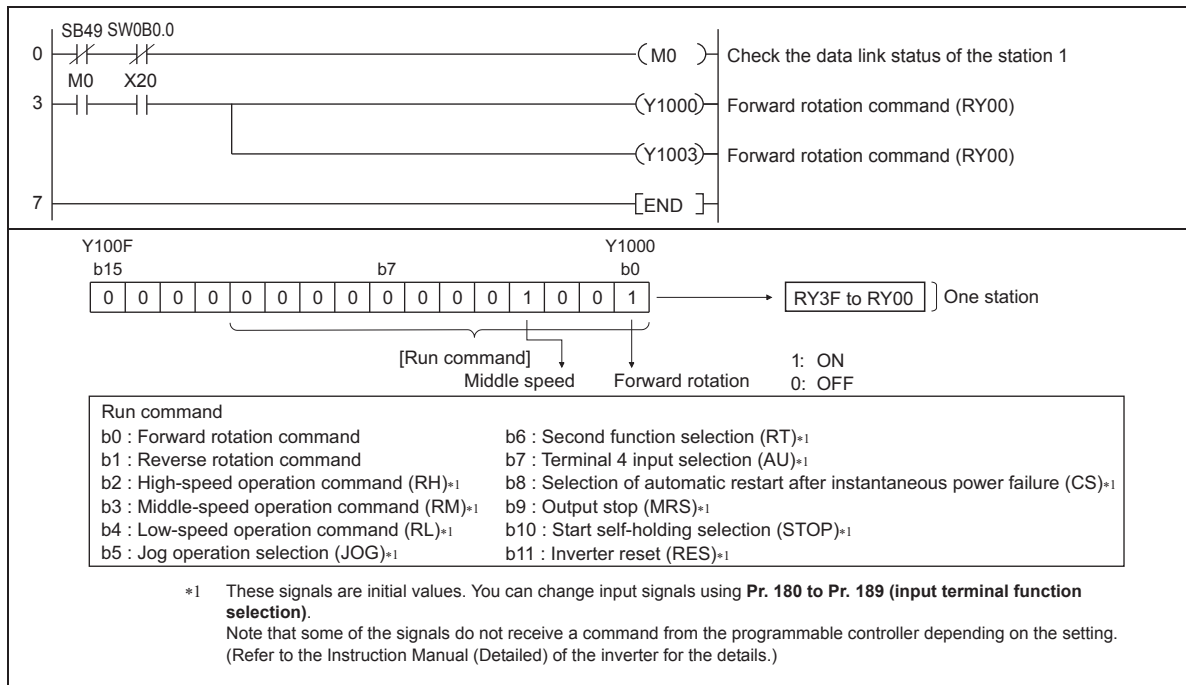 SB49 SW0B0.0
0 M0 Check the data link status of the station 1
M0 X20
3 Y1000 Forward rotation command (RY00)
Y1003 Forward rotation command (RY00)
7 END
Y100F Y1000
b15 b7 b0
0 0 0 0 0 0 0 0 0 0 0 0 1 0 0 1 RY3F to RY00 One station
[Run command] 1: ON
Middle speed Forward rotation 0: OFF
Run command
b0 : Forward rotation command
b1 : Reverse rotation command
b2 : High-speed operation command (RH)*1
b3 : Middle-speed operation command (RM)*1
b4 : Low-speed operation command (RL)*1
b5 : Jog operation selection (JOG)*1
b6 : Second function selection (RT)*1
b7 : Terminal 4 input selection (AU)*1
b8 : Selection of automatic restart after instantaneous power failure (CS)*1
b9 : Output stop (MRS)*1
b10 : Start self-holding selection (STOP)*1
b11 : Inverter reset (RES)*1
*1 These signals are initial values. You can change input signals using Pr. 180 to Pr. 189 (input terminal function
selection).
Note that some of the signals do not receive a command from the programmable controller depending on the setting.
(Refer to the Instruction Manual (Detailed) of the inverter for the details.)